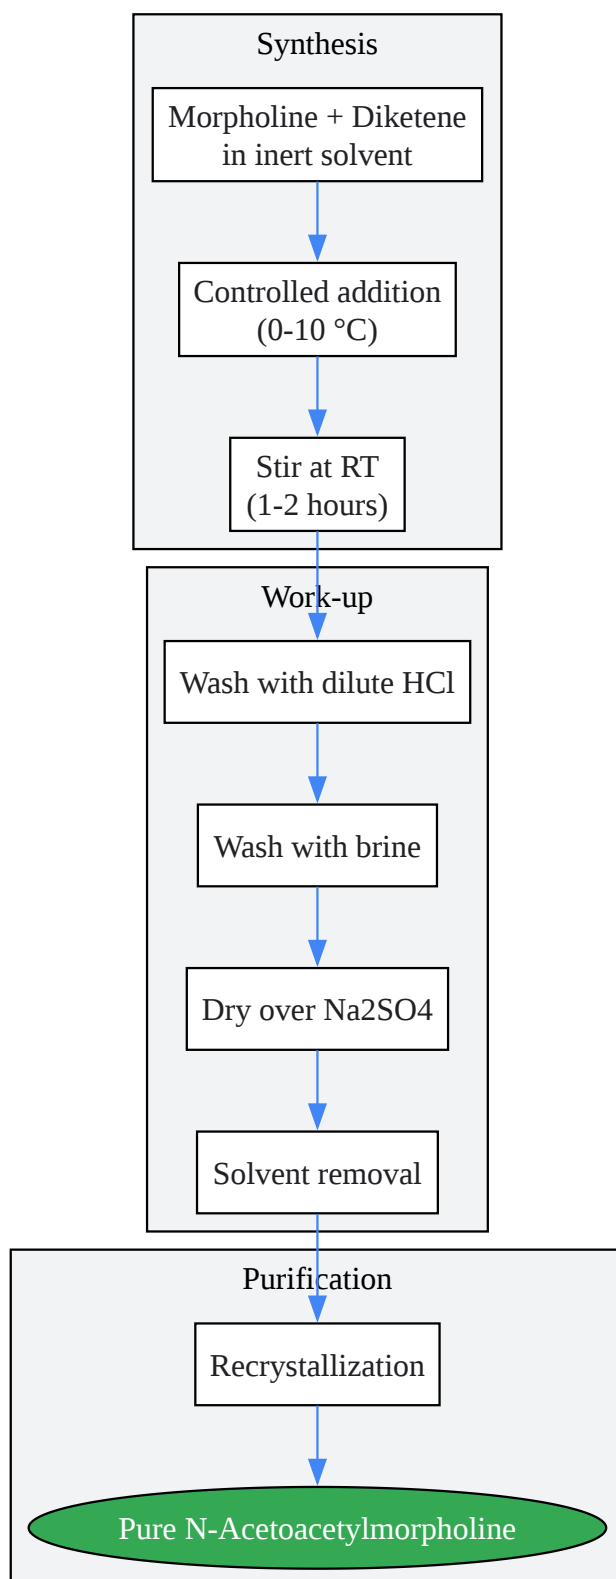 Synthesis
Morpholine + Diketene
in inert solvent
Controlled addition
(0-10 °C)
Stir at RT
(1-2 hours)
Work-up
Wash with dilute HCl
Wash with brine
Dry over Na2SO4
Solvent removal
Purification
Recrystallization
Pure N-Acetoacetylmorpholine